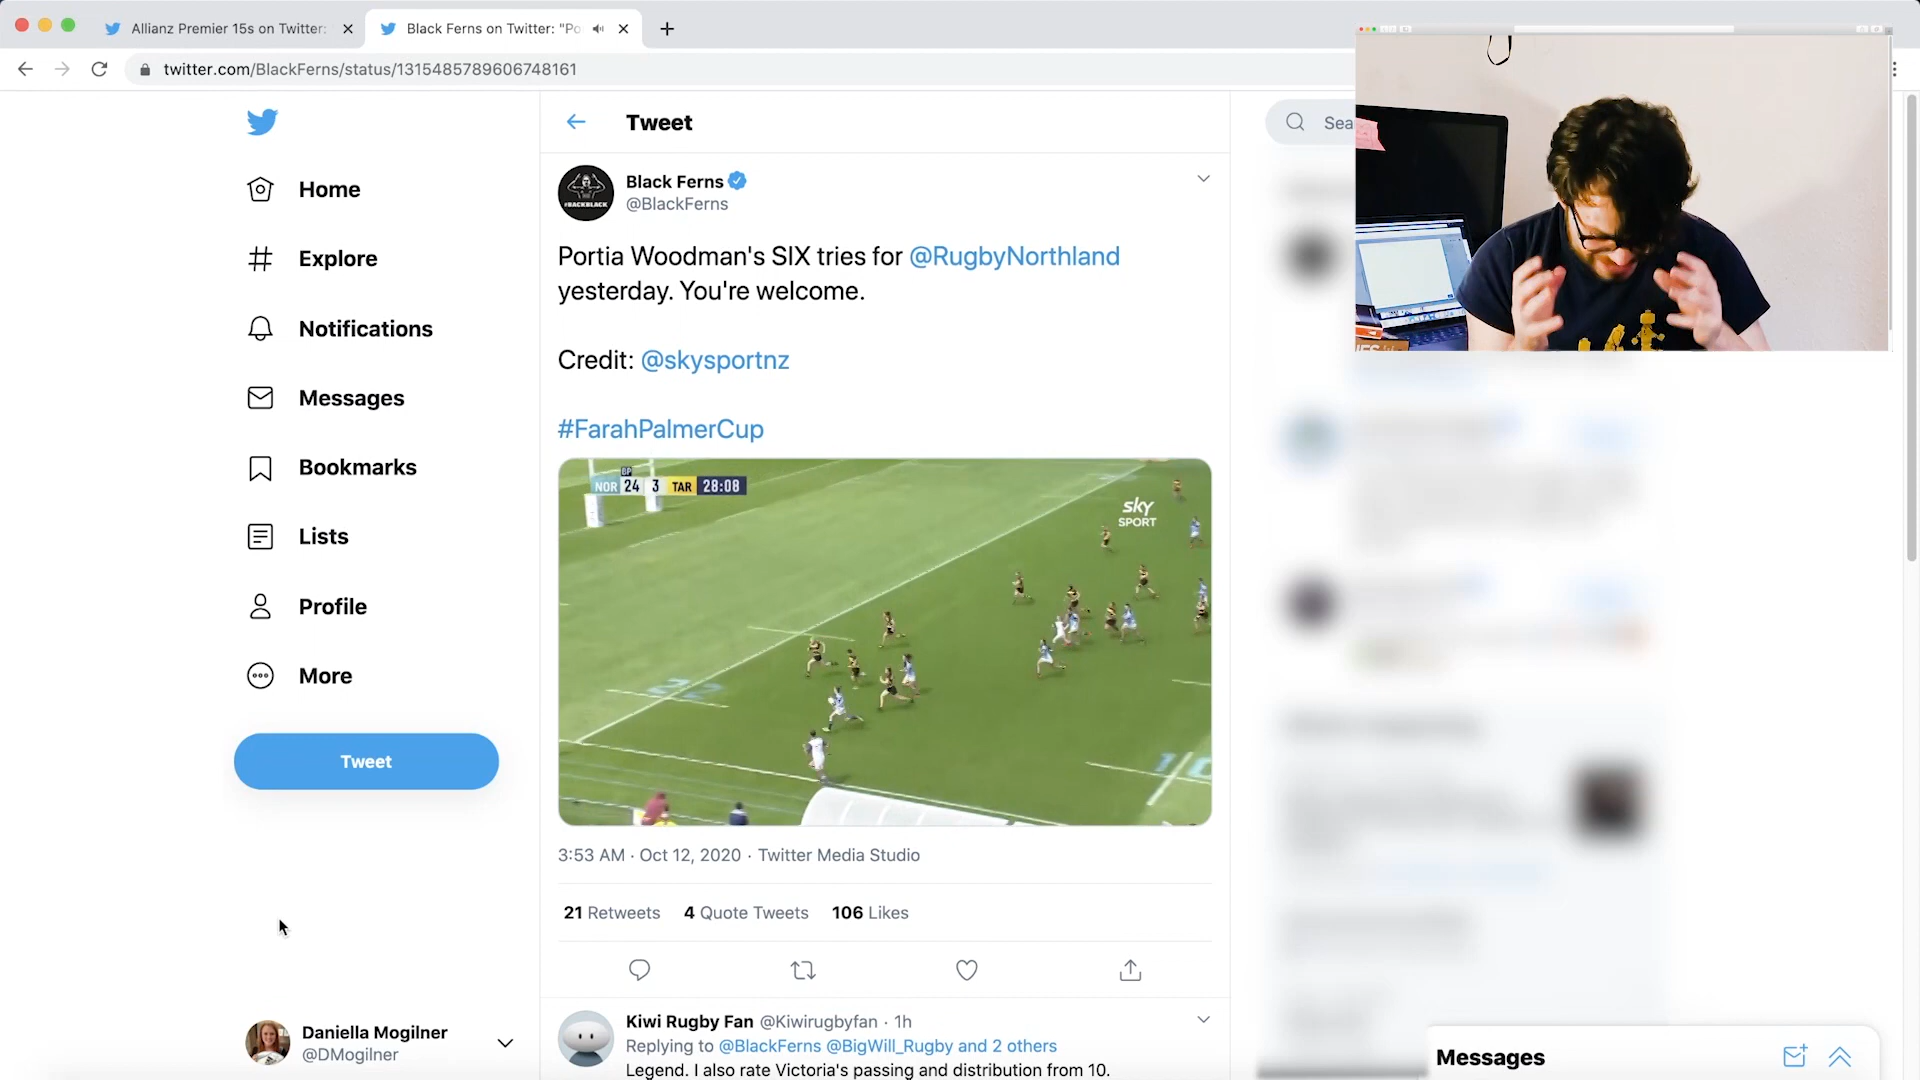 Allianz Premier 15s on Twitter:
Black Ferns on Twitter: "Po
twitter.com/BlackFerns/status/1315485789606748161
Tweet
Sea
Home
Explore
Notifications
Messages
Bookmarks
Lists
Profile
More
Tweet
Daniella Mogilner
@DMogilner
Black Ferns
@BlackFerns
#BACKBLACK
Portia Woodman's SIX tries for @RugbyNorthland
yesterday. You're welcome.
Credit: @skysportnz
#FarahPalmerCup
BP
NOR 24 3 TAR 28:08
sky
SPORT
22
10
3:53 AM · Oct 12, 2020 · Twitter Media Studio
21 Retweets 4 Quote Tweets 106 Likes
Kiwi Rugby Fan @Kiwirugbyfan · 1h
Replying to @BlackFerns @BigWill_Rugby and 2 others
Legend. I also rate Victoria's passing and distribution from 10.
Messages